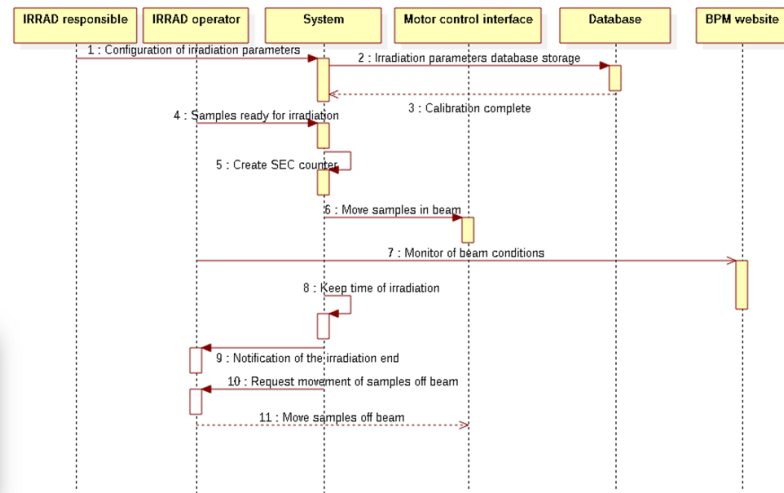 IRRAD responsible
IRRAD operator
System
Motor control interface
Database
BPM website
1 : Configuration of irradiation parameters
2 : Irradiation parameters database storage
3 : Calibration complete
4 : Samples ready for irradiation
5 : Create SEC counter
6 : Move samples in beam
7 : Monitor of beam conditions
8 : Keep time of irradiation
9 : Notification of the irradiation end
10 : Request movement of samples off beam
11 : Move samples off beam